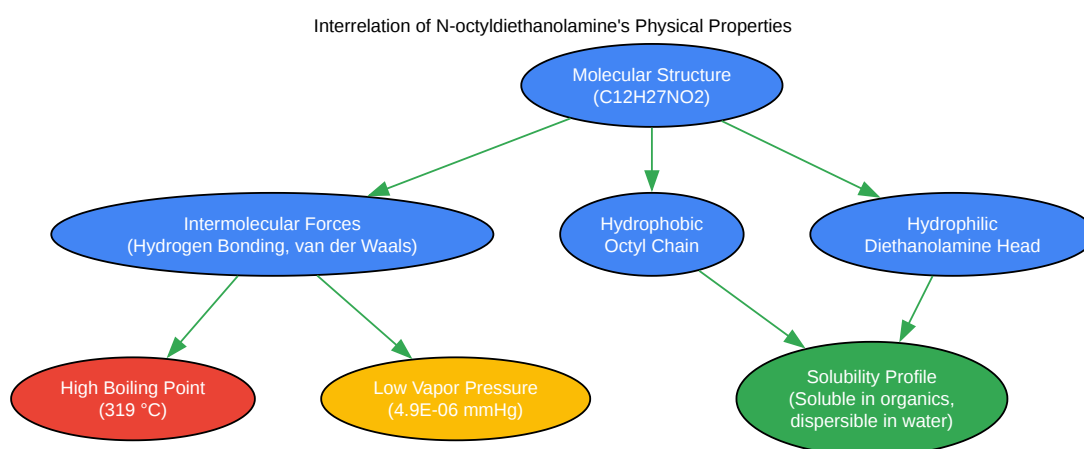 Interrelation of N-octyldiethanolamine's Physical Properties
Molecular Structure
(C12H27NO2)
Intermolecular Forces
(Hydrogen Bonding, van der Waals)
Hydrophobic
Octyl Chain
Hydrophilic
Diethanolamine Head
High Boiling Point
(319 °C)
Low Vapor Pressure
(4.9E-06 mmHg)
Solubility Profile
(Soluble in organics,
dispersible in water)